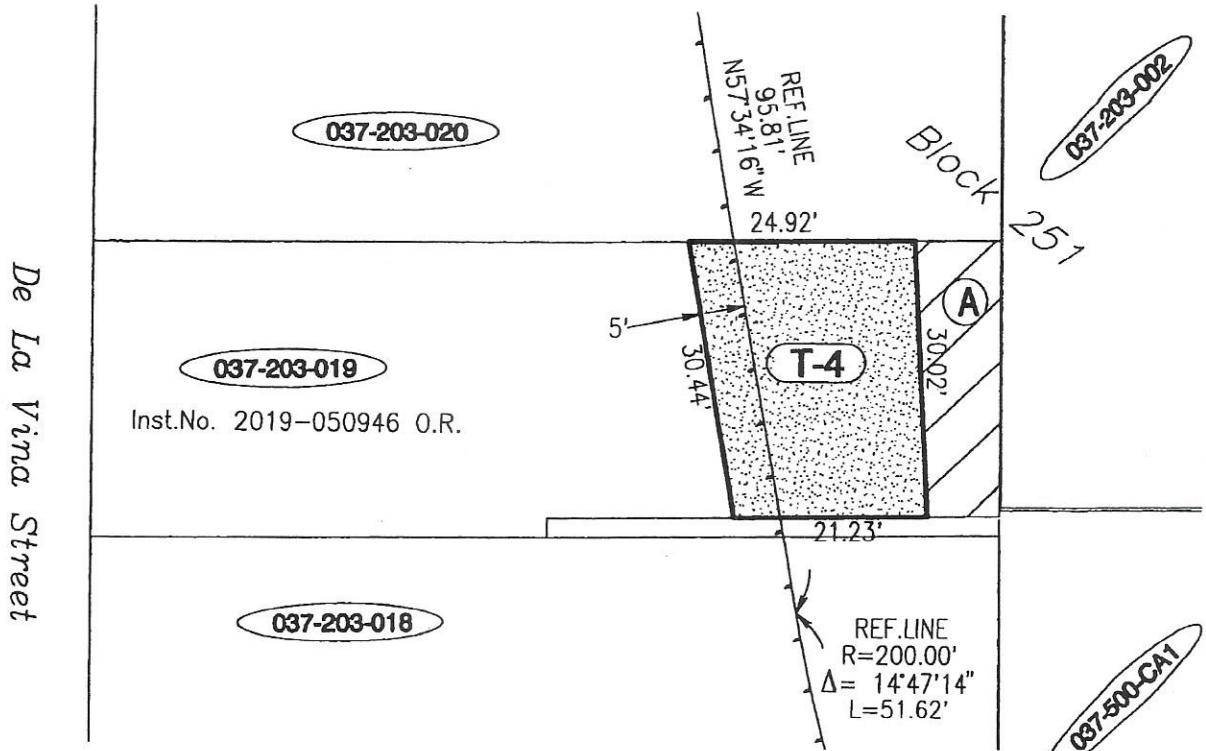 037-203-020
REF.LINE
95.81'
N57°34'16"W
Block
251
037-203-002
24.92'
A
5'
30.44'
T-4
30.02'
037-203-019
Inst.No. 2019-050946 O.R.
De La Vina Street
21.23'
037-203-018
REF.LINE
R=200.00'
Δ= 14°47'14"
L=51.62'
037-500-CA1